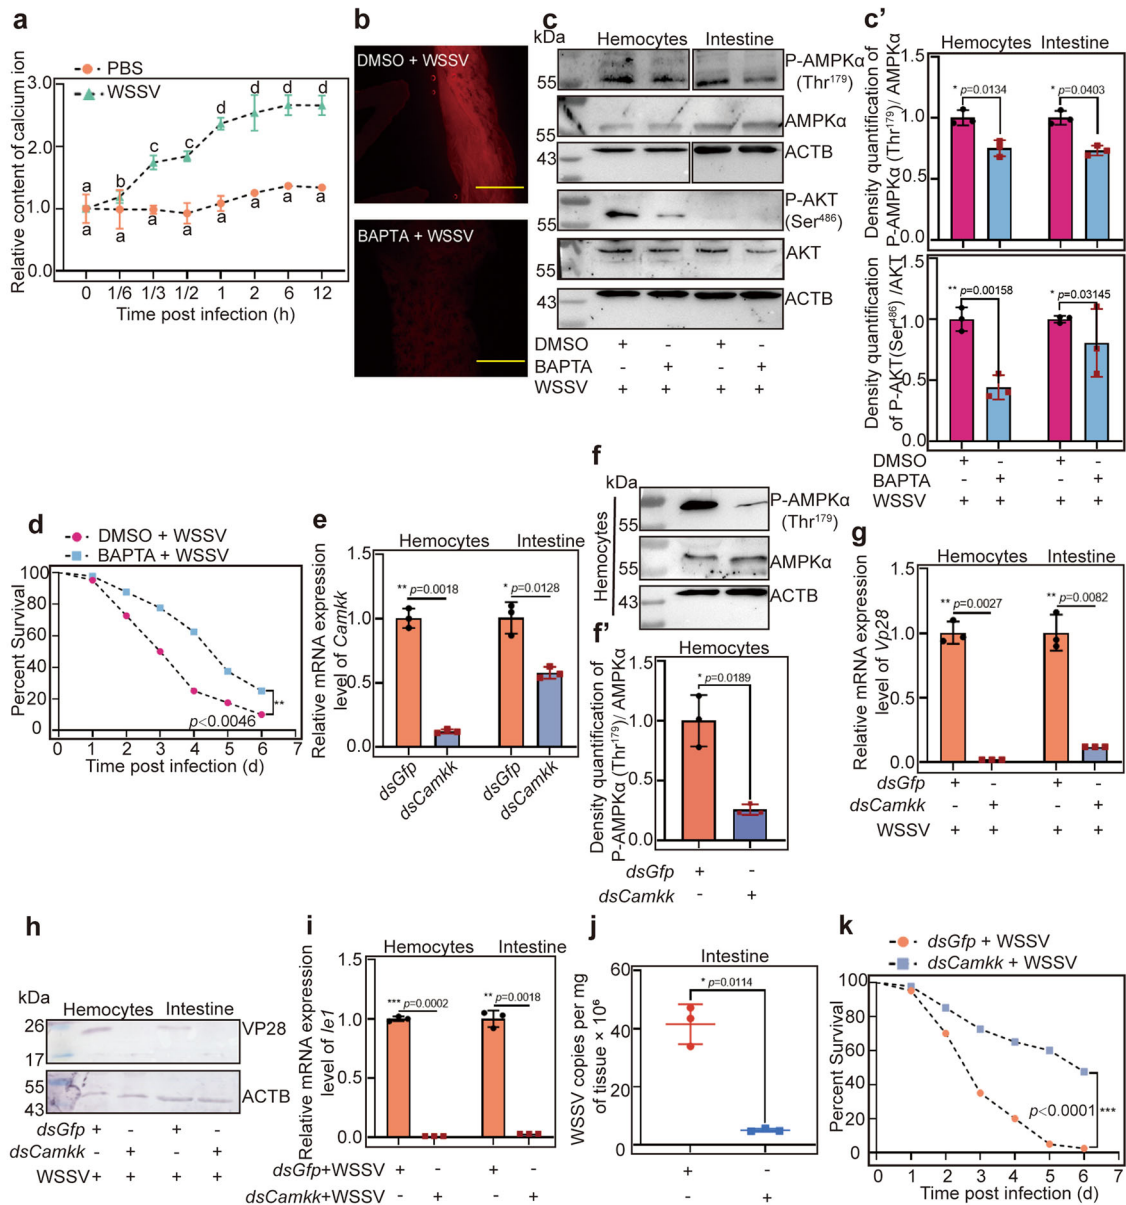 a
Relative content of calcium ion
PBS
WSSV
3.0
2.0
1.0
0.0
a b c c d d d d
a a a a a a a a
0 1/6 1/3 1/2 1 2 6 12
Time post infection (h)
b
DMSO + WSSV
BAPTA + WSSV
c
kDa Hemocytes Intestine
55 P-AMPKα
(Thr¹⁷⁹)
55 AMPKα
43 ACTB
55 P-AKT
(Ser⁴⁸⁶)
55 AKT
43 ACTB
DMSO + - + -
BAPTA - + - +
WSSV + + + +
c’
Hemocytes Intestine
Density quantification of
P-AMPKα (Thr¹⁷⁹)/ AMPKα
1.5
1.0
0.5
0.0
* p=0.0134
* p=0.0403
Density quantification
of P-AKT(Ser⁴⁸⁶) /AKT
1.0
0.5
0.0
** p=0.00158
* p=0.03145
DMSO + - + -
BAPTA - + - +
WSSV + + + +
d
DMSO + WSSV
BAPTA + WSSV
Percent Survival
100
80
60
40
20
0
p<0.0046
**
0 1 2 3 4 5 6 7
Time post infection (d)
e
Relative mRNA expression
level of Camkk
Hemocytes Intestine
1.5
1.0
0.5
0.0
** p=0.0018
* p=0.0128
dsGfp dsCamkk dsGfp dsCamkk
f
kDa
Hemocytes
55 P-AMPKα
(Thr¹⁷⁹)
55 AMPKα
43 ACTB
f’
Hemocytes
Density quantification of
P-AMPKα (Thr¹⁷⁹)/ AMPKα
1.5
1.0
0.5
0.0
* p=0.0189
dsGfp + -
dsCamkk - +
g
Relative mRNA expression
level of Vp28
Hemocytes Intestine
1.5
1.0
0.5
0.0
** p=0.0027
** p=0.0082
dsGfp + - + -
dsCamkk - + - +
WSSV + + + +
h
kDa
Hemocytes Intestine
26 VP28
17
55 ACTB
43
dsGfp + - + -
dsCamkk - + - +
WSSV + + + +
i
Relative mRNA expression
level of Ie1
Hemocytes Intestine
1.5
1.0
0.5
0.0
*** p=0.0002
** p=0.0018
dsGfp+WSSV + - + -
dsCamkk+WSSV - + - +
j
Intestine
WSSV copies per mg
of tissue × 10⁶
60
40
20
0
* p=0.0114
+ -
- +
k
dsGfp + WSSV
dsCamkk + WSSV
Percent Survival
100
80
60
40
20
0
p<0.0001
***
0 1 2 3 4 5 6 7
Time post infection (d)